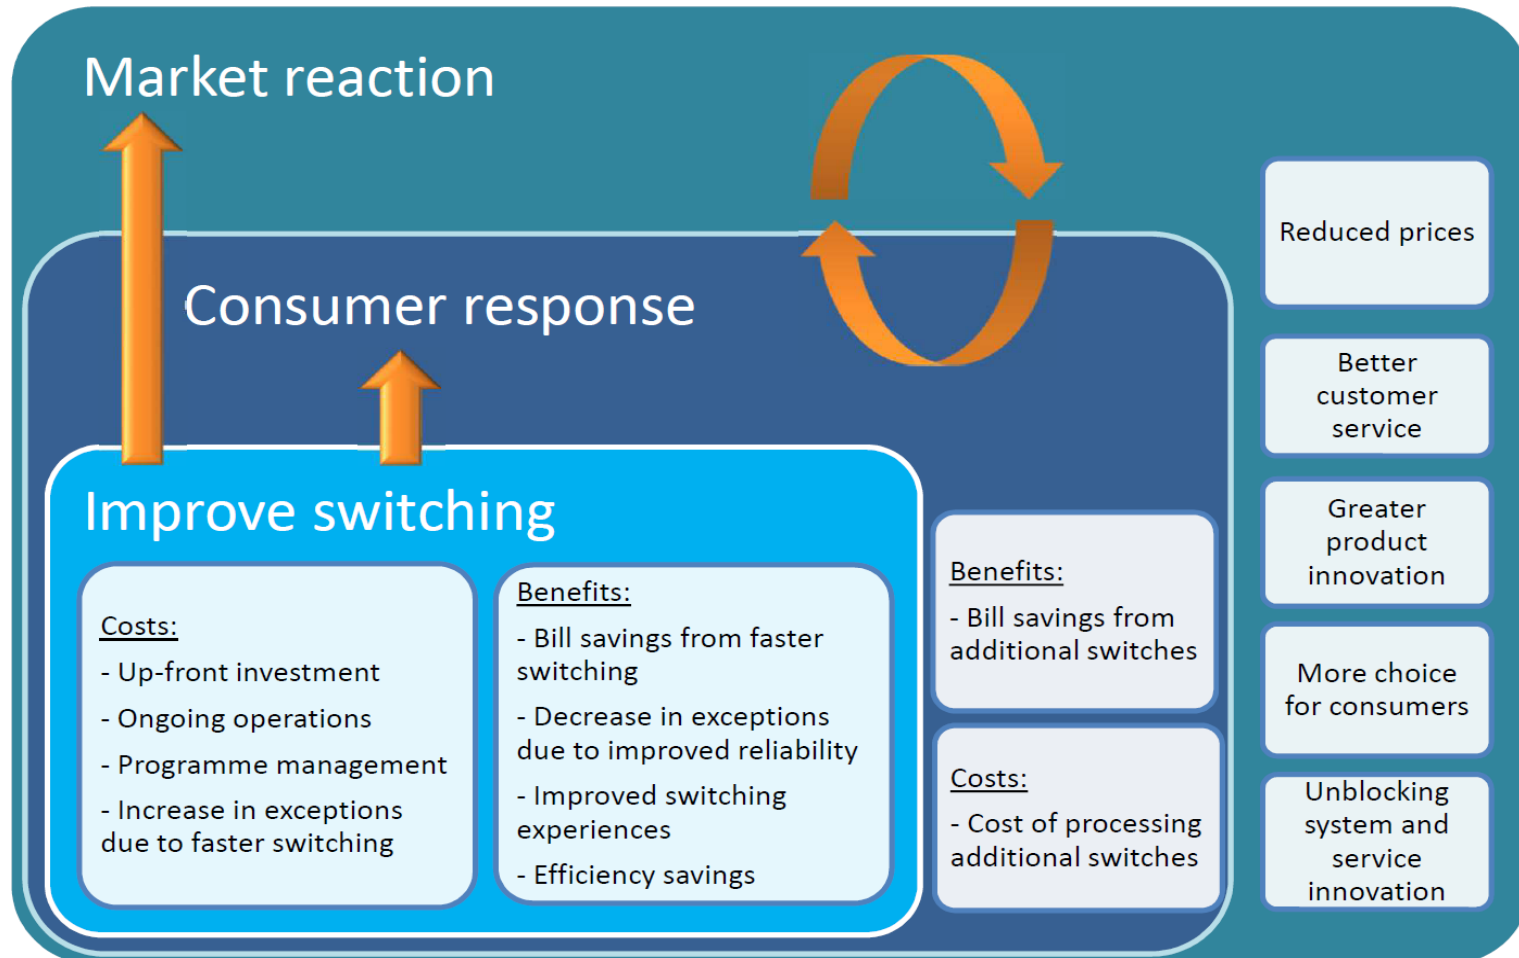 Market reaction
Consumer response
Improve switching
Costs:
- Up-front investment
- Ongoing operations
- Programme management
- Increase in exceptions
due to faster switching
Benefits:
- Bill savings from faster
switching
- Decrease in exceptions
due to improved reliability
- Improved switching
experiences
- Efficiency savings
Benefits:
- Bill savings from
additional switches
Costs:
- Cost of processing
additional switches
Reduced prices
Better
customer
service
Greater
product
innovation
More choice
for consumers
Unblocking
system and
service
innovation